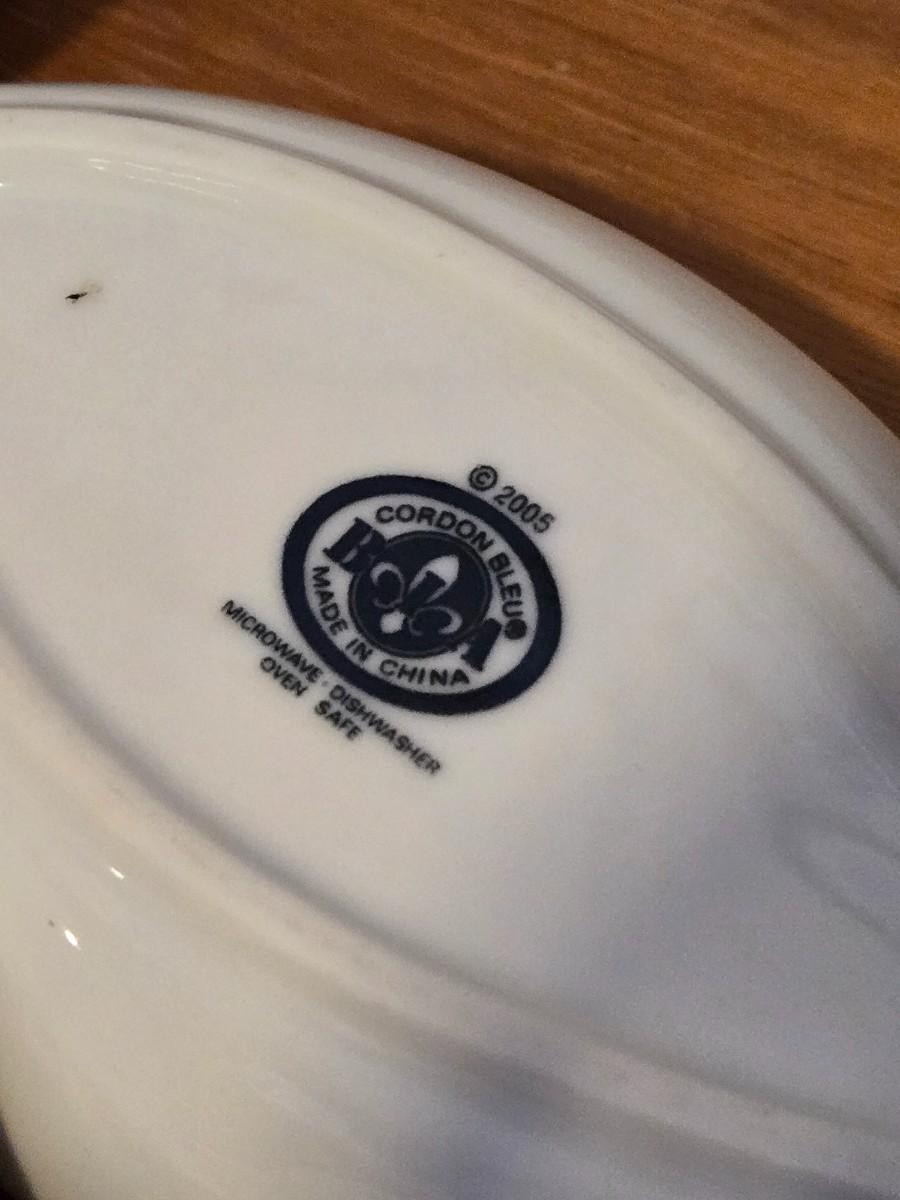 © 2005
CORDON BLEU®
BIA
MADE IN CHINA
MICROWAVE · DISHWASHER
OVEN SAFE